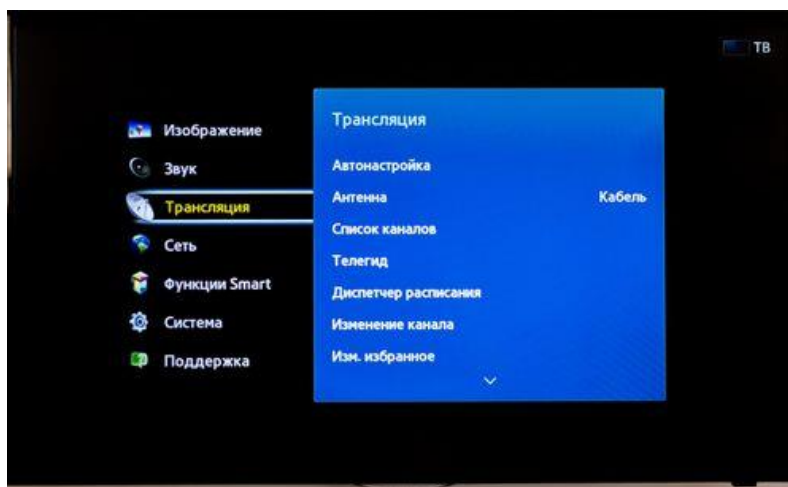 ТВ
Изображение
Звук
Трансляция
Сеть
Функции Smart
Система
Поддержка
Трансляция
Автонастройка
Антенна Кабель
Список каналов
Телегид
Диспетчер расписания
Изменение канала
Изм. избранное